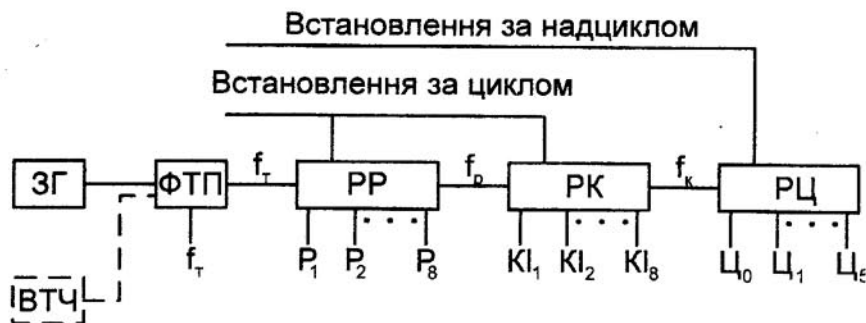 Встановлення за надциклом
Встановлення за циклом
ЗГ
ФТП
fт
РР
fр
РК
fк
РЦ
fт
Р1
Р2
Р8
КІ1
КІ2
КІ8
Ц0
Ц1
Ц5
ВТЧ